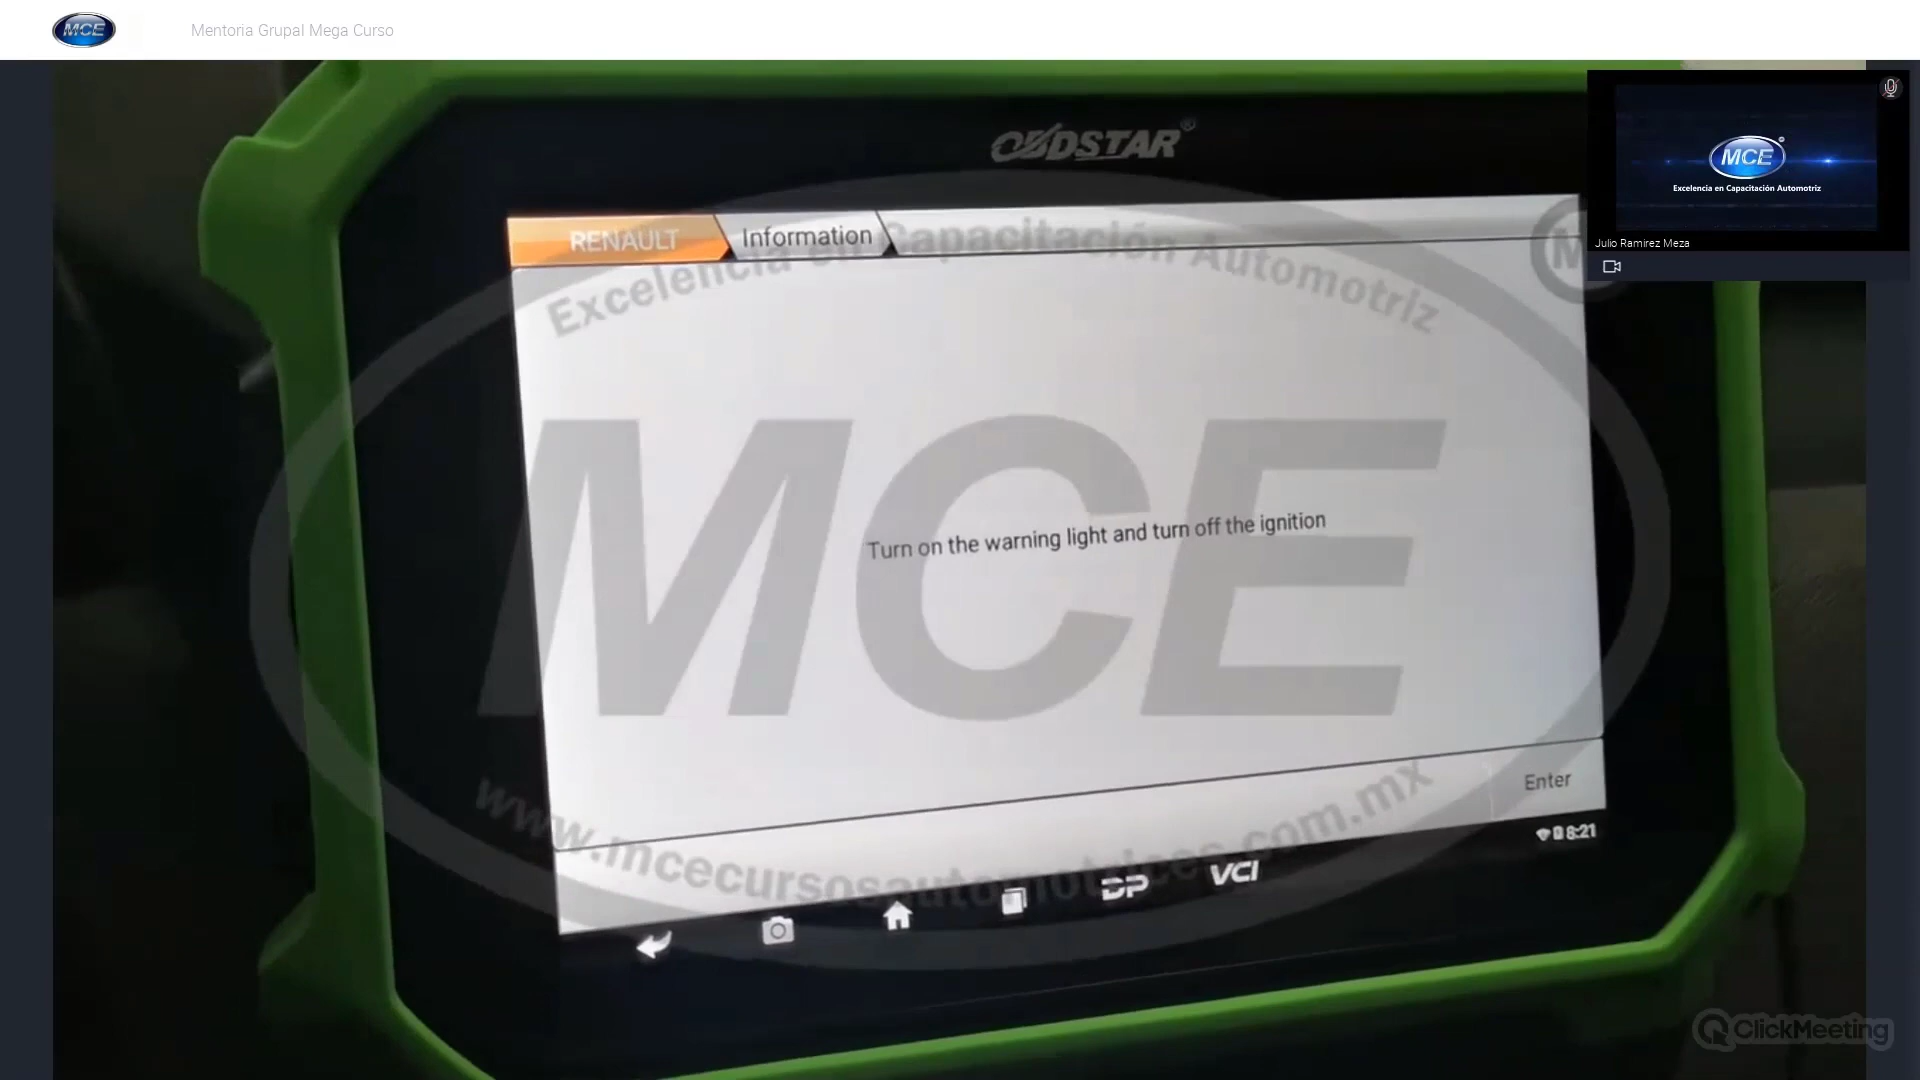 MCE
Mentoria Grupal Mega Curso
OBDSTAR®
MCE
Excelencia en Capacitación Automotriz
Julio Ramirez Meza
RENAULT
Information
Excelencia en Capacitación Automotriz
M
MCE
Turn on the warning light and turn off the ignition
Enter
www.mcecursosautomotrices.com.mx
8:21
DP
VCI
ClickMeeting